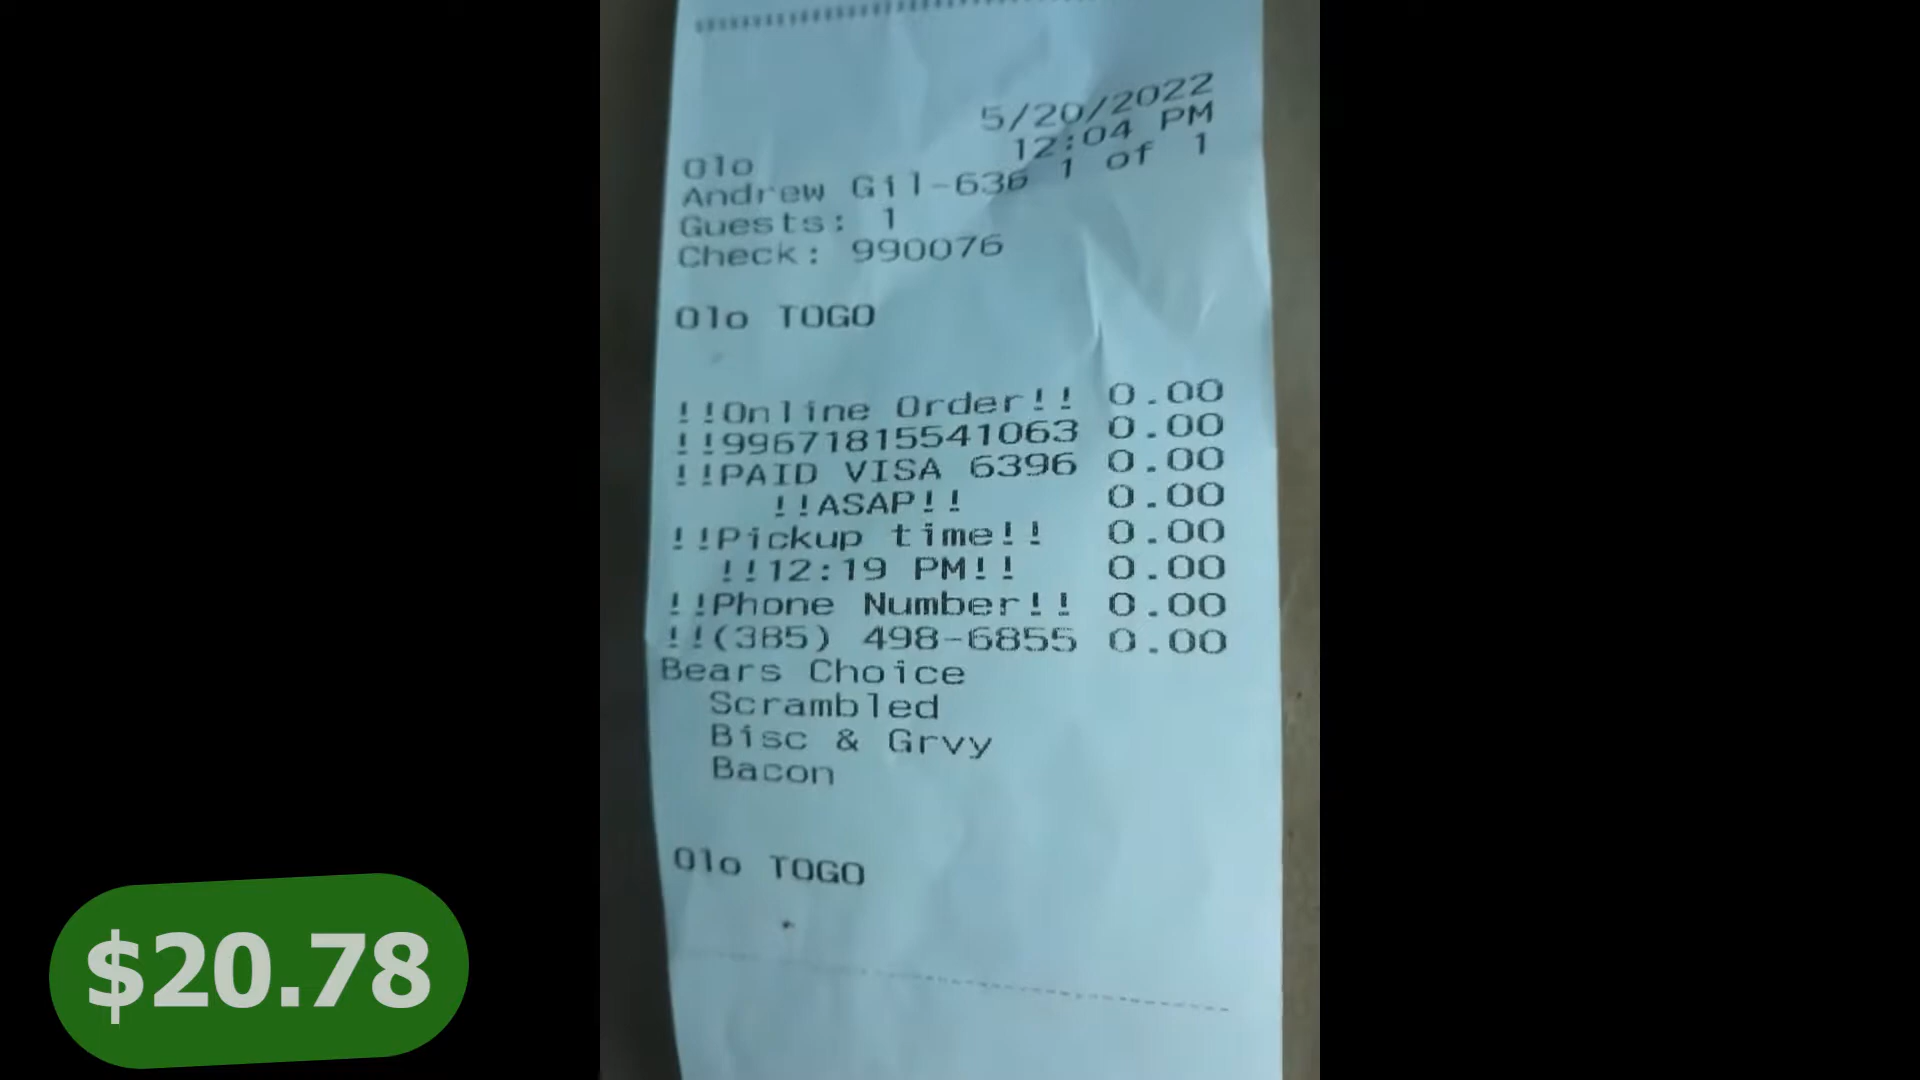 5/20/2022
Olo 12:04 PM
Andrew Gil-636 1 of 1
Guests: 1
Check: 990076
Olo TOGO
!!Online Order!! 0.00
!!99671815541063 0.00
!!PAID VISA 6396 0.00
!!ASAP!! 0.00
!!Pickup time!! 0.00
!!12:19 PM!! 0.00
!!Phone Number!! 0.00
!!(385) 498-6855 0.00
Bears Choice
Scrambled
Bisc & Grvy
Bacon
Olo TOGO
$20.78